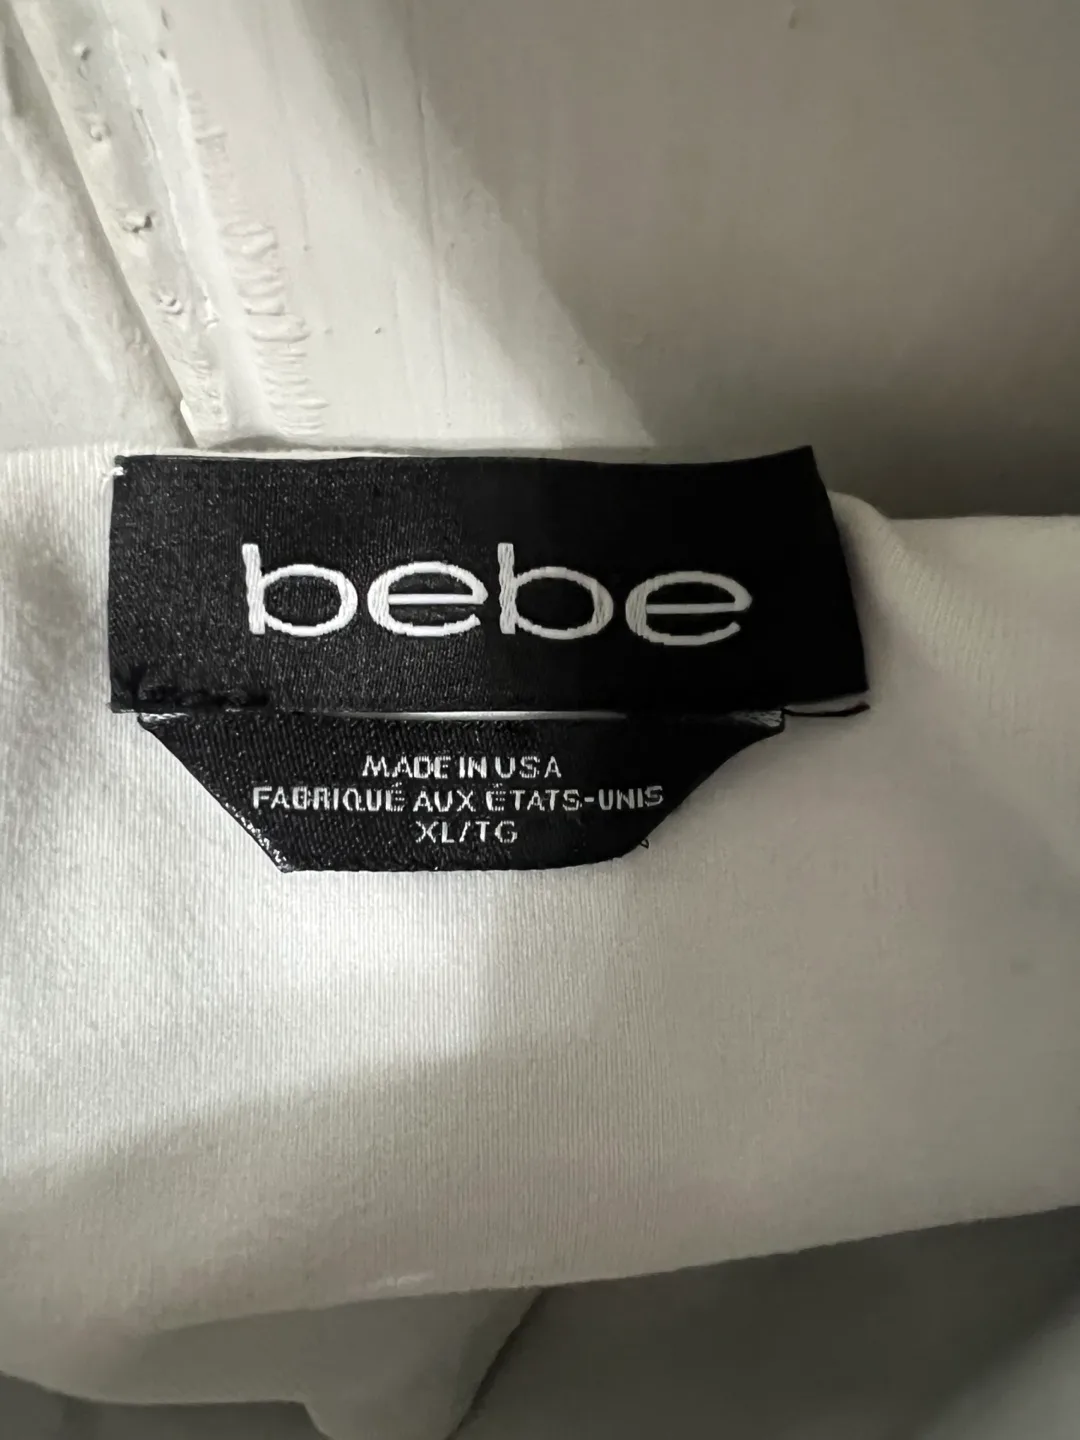 bebe
MADE IN USA
FABRIQUÉ AUX ÉTATS-UNIS
XL/TG